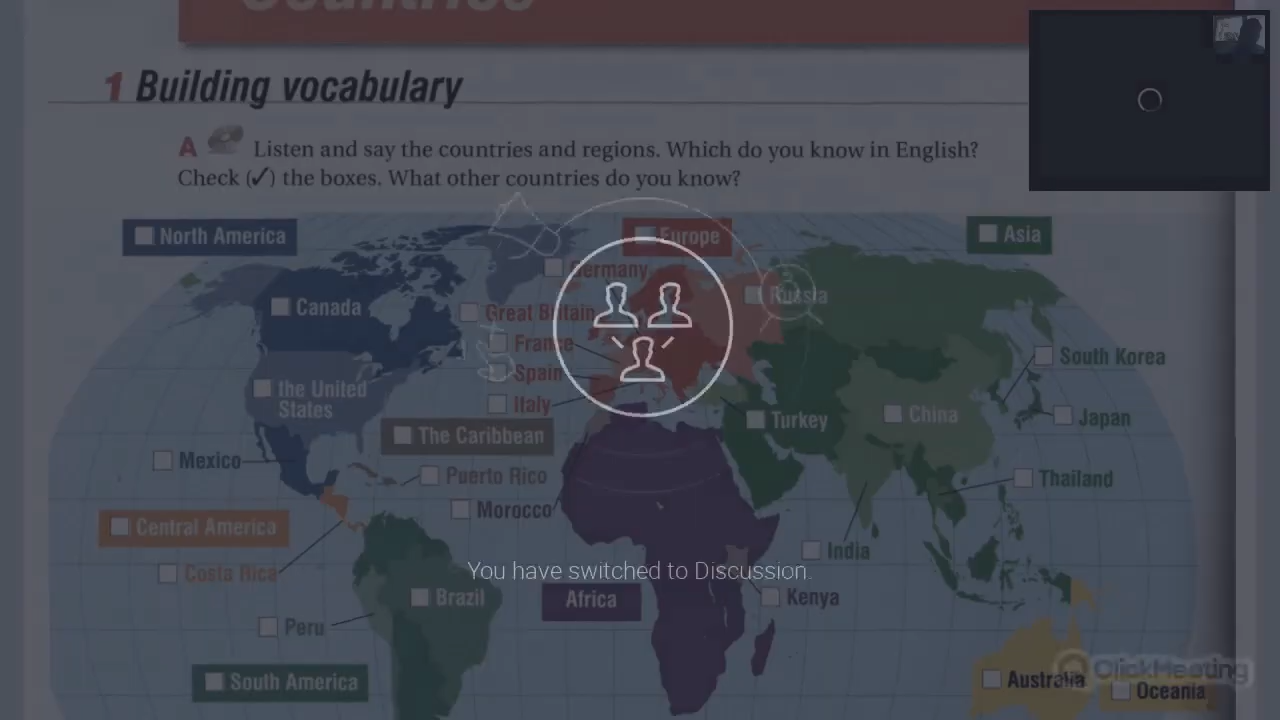 Countries
1 Building vocabulary
A Listen and say the countries and regions. Which do you know in English?
Check (✓) the boxes. What other countries do you know?
North America
Europe
Asia
Germany
Canada
Great Britain
Russia
France
South Korea
Spain
the United
States
Italy
Turkey
China
Japan
The Caribbean
Mexico
Puerto Rico
Thailand
Morocco
Central America
India
Costa Rica
You have switched to Discussion.
Brazil
Africa
Kenya
Peru
South America
Australia
ClickMeeting
Oceania